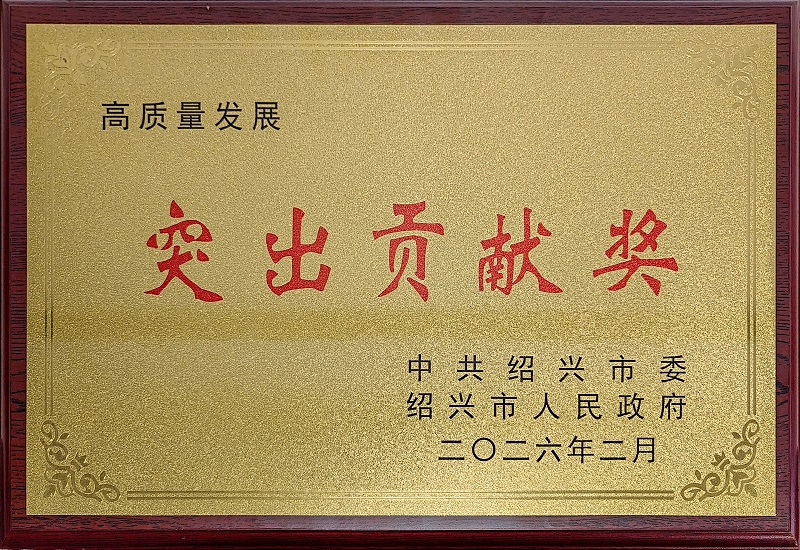 高质量发展
突出贡献奖
中共绍兴市委
绍兴市人民政府
二〇二六年二月